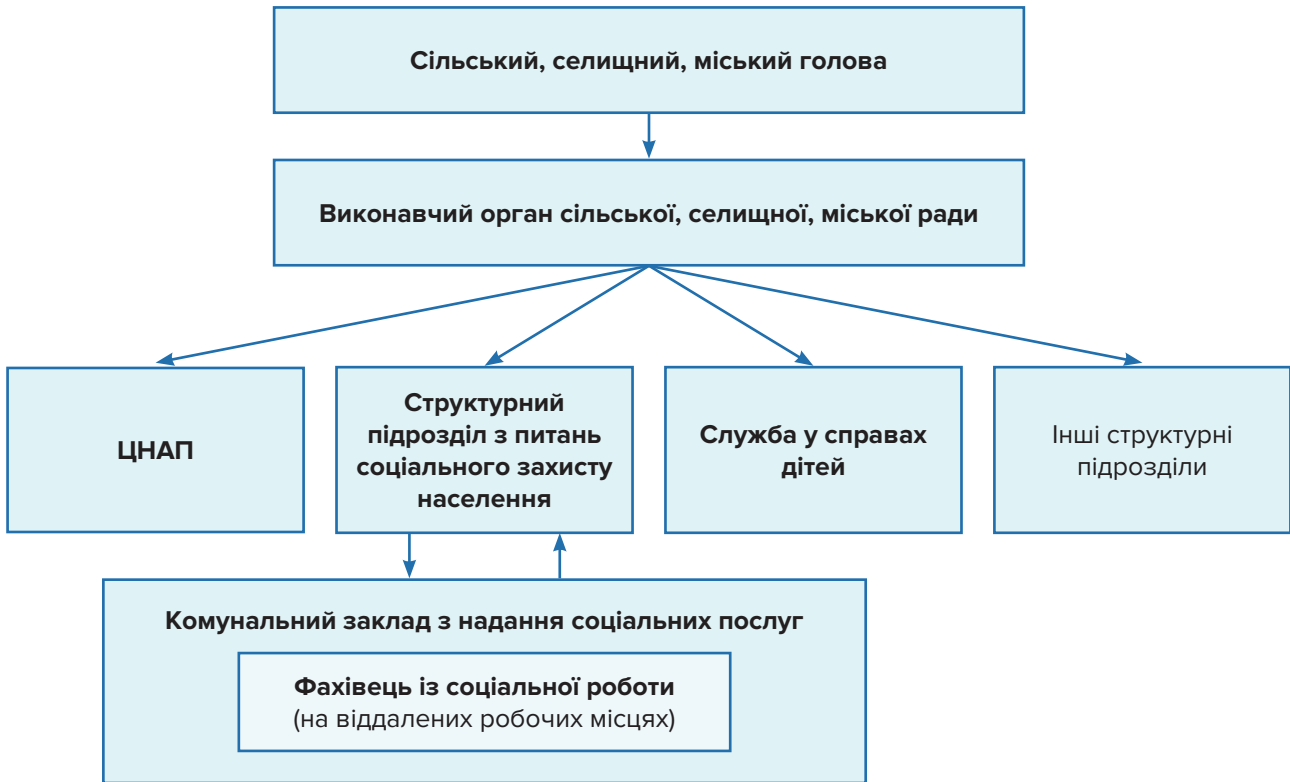 Сільський, селищний, міський голова
Виконавчий орган сільської, селищної, міської ради
ЦНАП
Структурний
підрозділ з питань
соціального захисту
населення
Служба у справах
дітей
Інші структурні
підрозділи
Комунальний заклад з надання соціальних послуг
Фахівець із соціальної роботи
(на віддалених робочих місцях)